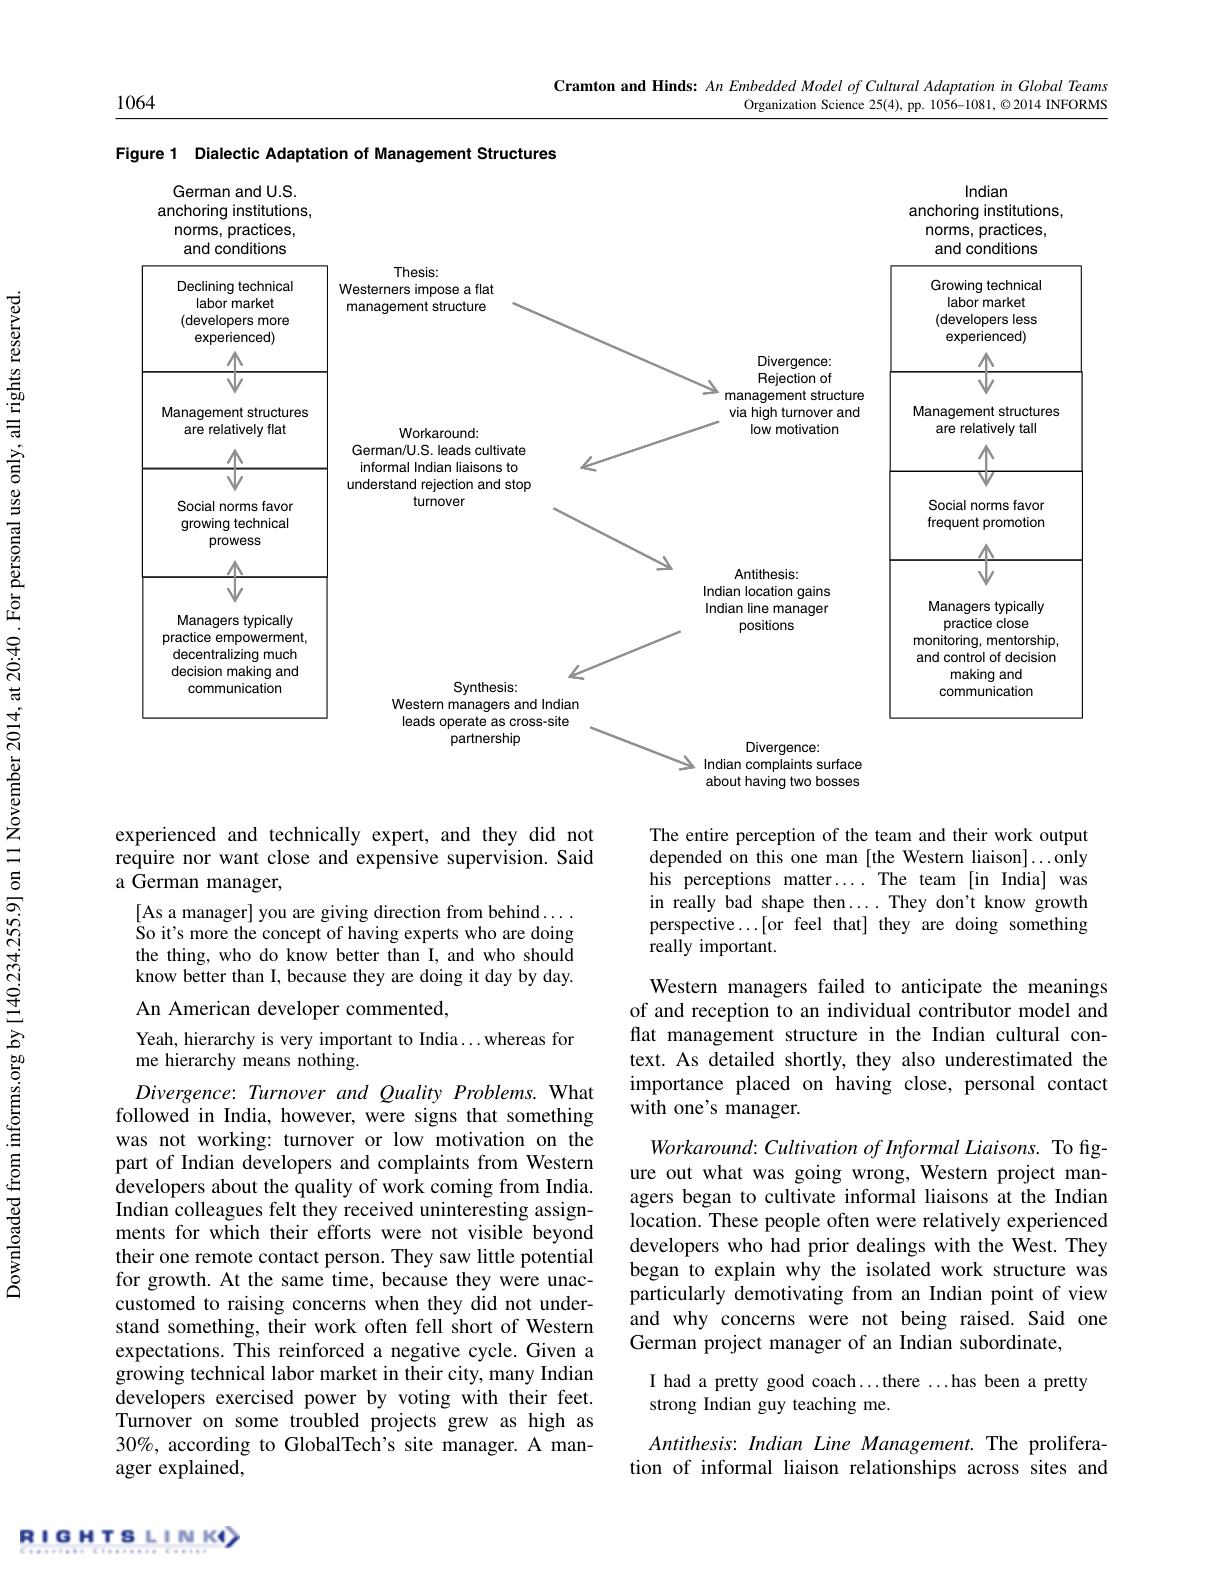 Cramton and Hinds: An Embedded Model of Cultural Adaptation in Global Teams
1064
Organization Science 25(4), pp. 1056–1081, © 2014 INFORMS
Figure 1 Dialectic Adaptation of Management Structures
German and U.S.
anchoring institutions,
norms, practices,
and conditions
Declining technical
labor market
(developers more
experienced)
Management structures
are relatively flat
Social norms favor
growing technical
prowess
Managers typically
practice empowerment,
decentralizing much
decision making and
communication
Thesis:
Westerners impose a flat
management structure
Divergence:
Rejection of
management structure
via high turnover and
low motivation
Workaround:
German/U.S. leads cultivate
informal Indian liaisons to
understand rejection and stop
turnover
Antithesis:
Indian location gains
Indian line manager
positions
Synthesis:
Western managers and Indian
leads operate as cross-site
partnership
Divergence:
Indian complaints surface
about having two bosses
Indian
anchoring institutions,
norms, practices,
and conditions
Growing technical
labor market
(developers less
experienced)
Management structures
are relatively tall
Social norms favor
frequent promotion
Managers typically
practice close
monitoring, mentorship,
and control of decision
making and
communication
experienced and technically expert, and they did not
require nor want close and expensive supervision. Said
a German manager,
[As a manager] you are giving direction from behind . . . .
So it's more the concept of having experts who are doing
the thing, who do know better than I, and who should
know better than I, because they are doing it day by day.
An American developer commented,
Yeah, hierarchy is very important to India . . . whereas for
me hierarchy means nothing.
Divergence: Turnover and Quality Problems. What
followed in India, however, were signs that something
was not working: turnover or low motivation on the
part of Indian developers and complaints from Western
developers about the quality of work coming from India.
Indian colleagues felt they received uninteresting assign-
ments for which their efforts were not visible beyond
their one remote contact person. They saw little potential
for growth. At the same time, because they were unac-
customed to raising concerns when they did not under-
stand something, their work often fell short of Western
expectations. This reinforced a negative cycle. Given a
growing technical labor market in their city, many Indian
developers exercised power by voting with their feet.
Turnover on some troubled projects grew as high as
30%, according to GlobalTech's site manager. A man-
ager explained,
The entire perception of the team and their work output
depended on this one man [the Western liaison] . . . only
his perceptions matter . . . . The team [in India] was
in really bad shape then . . . . They don't know growth
perspective . . . [or feel that] they are doing something
really important.
Western managers failed to anticipate the meanings
of and reception to an individual contributor model and
flat management structure in the Indian cultural con-
text. As detailed shortly, they also underestimated the
importance placed on having close, personal contact
with one's manager.
Workaround: Cultivation of Informal Liaisons. To fig-
ure out what was going wrong, Western project man-
agers began to cultivate informal liaisons at the Indian
location. These people often were relatively experienced
developers who had prior dealings with the West. They
began to explain why the isolated work structure was
particularly demotivating from an Indian point of view
and why concerns were not being raised. Said one
German project manager of an Indian subordinate,
I had a pretty good coach . . . there . . . has been a pretty
strong Indian guy teaching me.
Antithesis: Indian Line Management. The prolifera-
tion of informal liaison relationships across sites and
Downloaded from informs.org by [140.234.255.9] on 11 November 2014, at 20:40 . For personal use only, all rights reserved.
RIGHTSLINK
Copyright Clearance Center